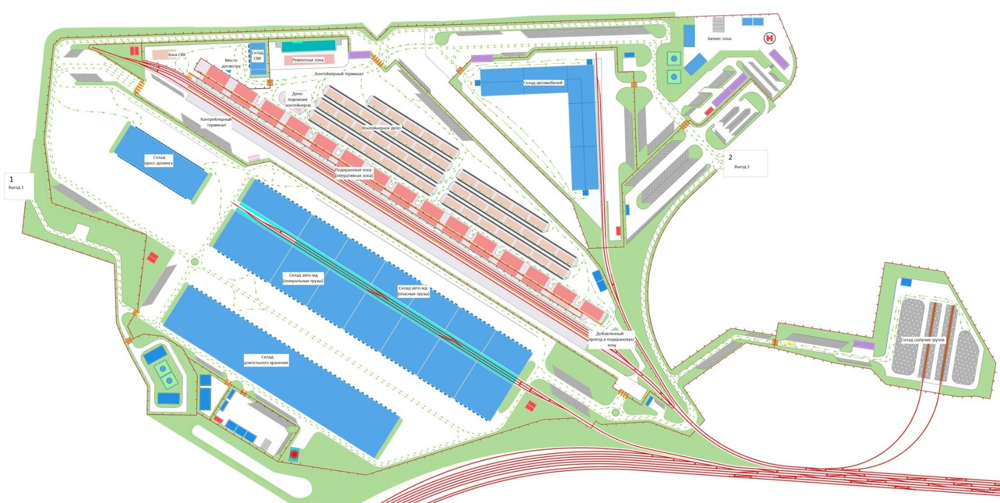 Бизнес-зона
H
Зона СВХ
Склад
СВХ
Место
досмотра
Ремонтная зона
Контейнерный терминал
Склад автомобилей
Депо
порожних
контейнеров
Контрейлерный
терминал
Контейнерное депо
Склад
кросс-докинга
Подкрановая зона
(оперативная зона)
2
Въезд 2
1
Въезд 1
Склад авто-жд
(генеральные грузы)
Склад авто-жд
(опасные грузы)
Добавленный
проезд в подкрановую
зону
Склад сыпучих грузов
Склад
длительного хранения